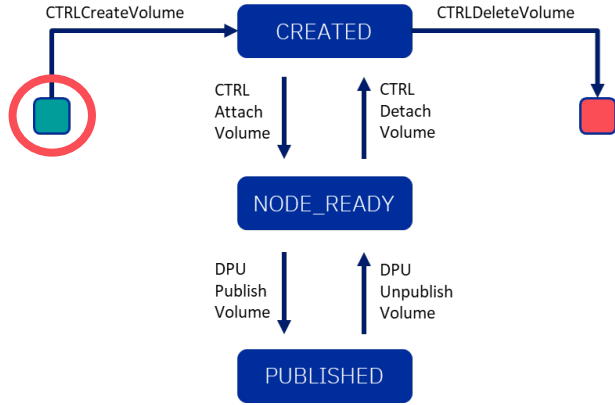 CTRLCreateVolume
CREATED
CTRLDeleteVolume
CTRL
Attach
Volume
CTRL
Detach
Volume
NODE_READY
DPU
Publish
Volume
DPU
Unpublish
Volume
PUBLISHED